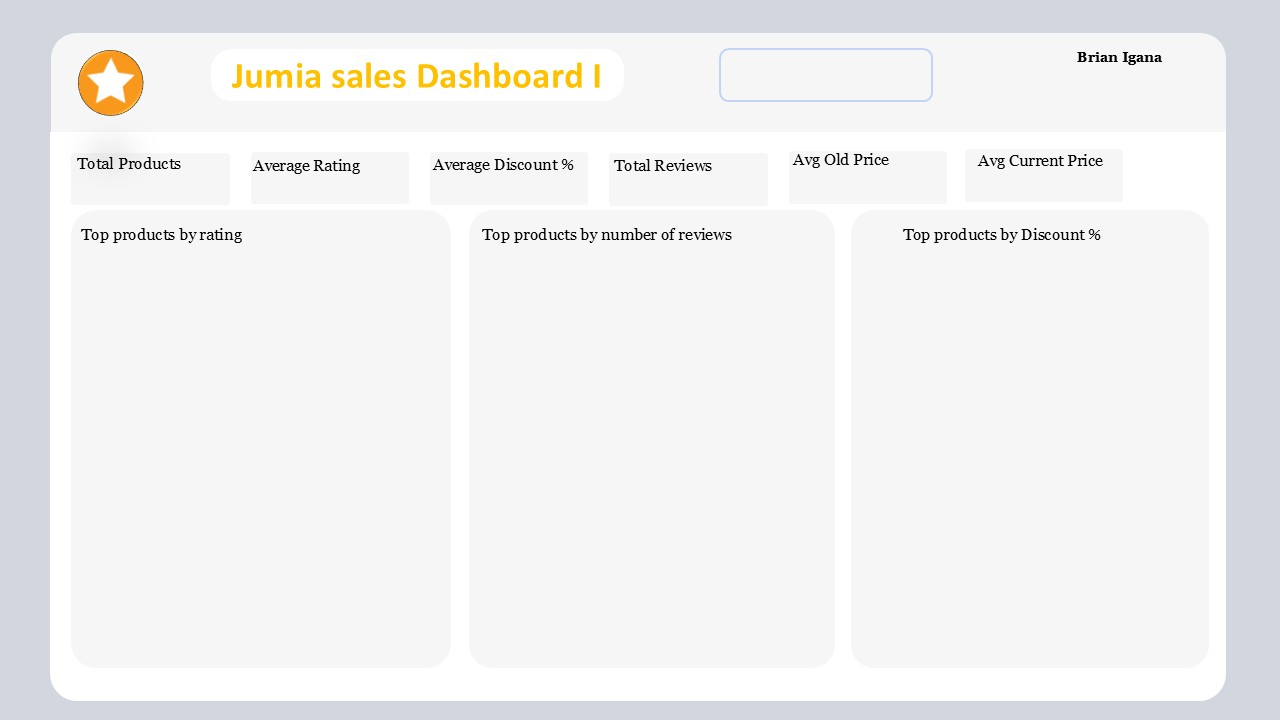 Jumia sales Dashboard I
Brian Igana
Total Products
Average Rating
Average Discount %
Total Reviews
Avg Old Price
Avg Current Price
Top products by rating
Top products by number of reviews
Top products by Discount %